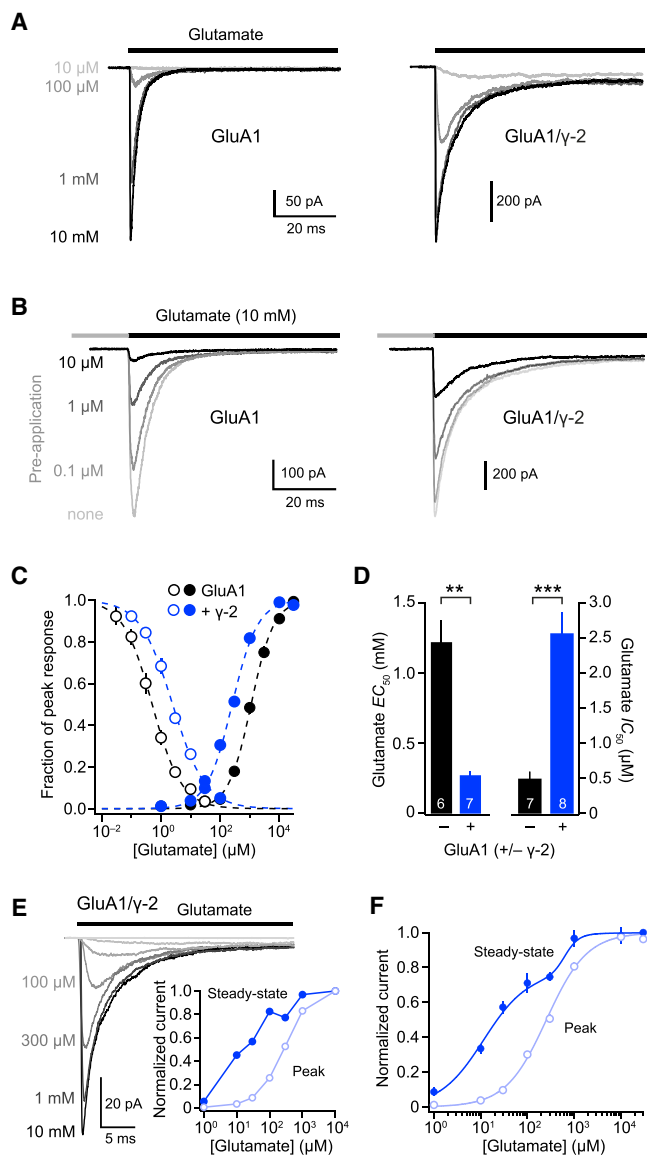 A
Glutamate
10 µM
100 µM
GluA1
GluA1/γ-2
1 mM
10 mM
50 pA
20 ms
200 pA
B
Glutamate (10 mM)
Pre-application
10 µM
1 µM
0.1 µM
none
GluA1
GluA1/γ-2
100 pA
20 ms
200 pA
C
GluA1
+ γ-2
Fraction of peak response
1.0
0.8
0.6
0.4
0.2
0.0
10⁻² 10⁰ 10² 10⁴
[Glutamate] (µM)
D
** ***
Glutamate EC₅₀ (mM)
1.5
1.0
0.5
0
Glutamate IC₅₀ (µM)
3.0
2.5
2.0
1.5
1.0
0.5
0
6 7 7 8
– + – +
GluA1 (+/– γ-2)
E
GluA1/γ-2
Glutamate
100 µM
300 µM
1 mM
10 mM
20 pA
5 ms
Normalized current
1.0
0.8
0.6
0.4
0.2
0
Steady-state
Peak
10⁰ 10¹ 10² 10³ 10⁴
[Glutamate] (µM)
F
Normalized current
1.0
0.8
0.6
0.4
0.2
0
Steady-state
Peak
10⁰ 10¹ 10² 10³ 10⁴
[Glutamate] (µM)